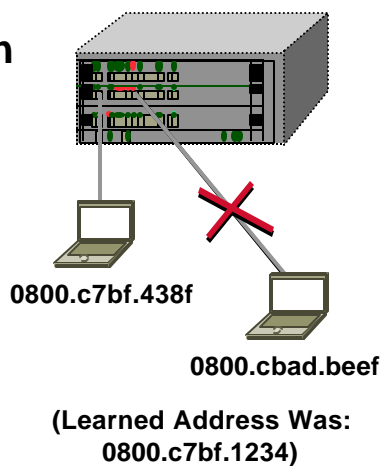 n
0800.c7bf.438f
0800.cbad.beef
(Learned Address Was:
0800.c7bf.1234)